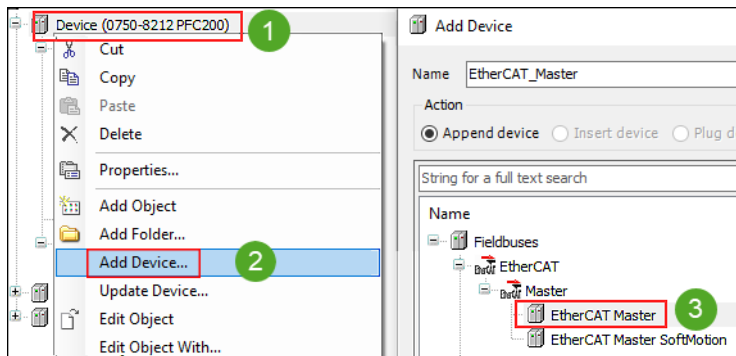 Device (0750-8212 PFC200)
1
Cut
Copy
Paste
Delete
Properties...
Add Object
Add Folder...
Add Device...
2
Update Device...
Edit Object
Edit Object With...
Add Device
Name EtherCAT_Master
Action
Append device Insert device Plug d
String for a full text search
Name
Fieldbuses
EtherCAT
Master
EtherCAT Master
3
EtherCAT Master SoftMotion